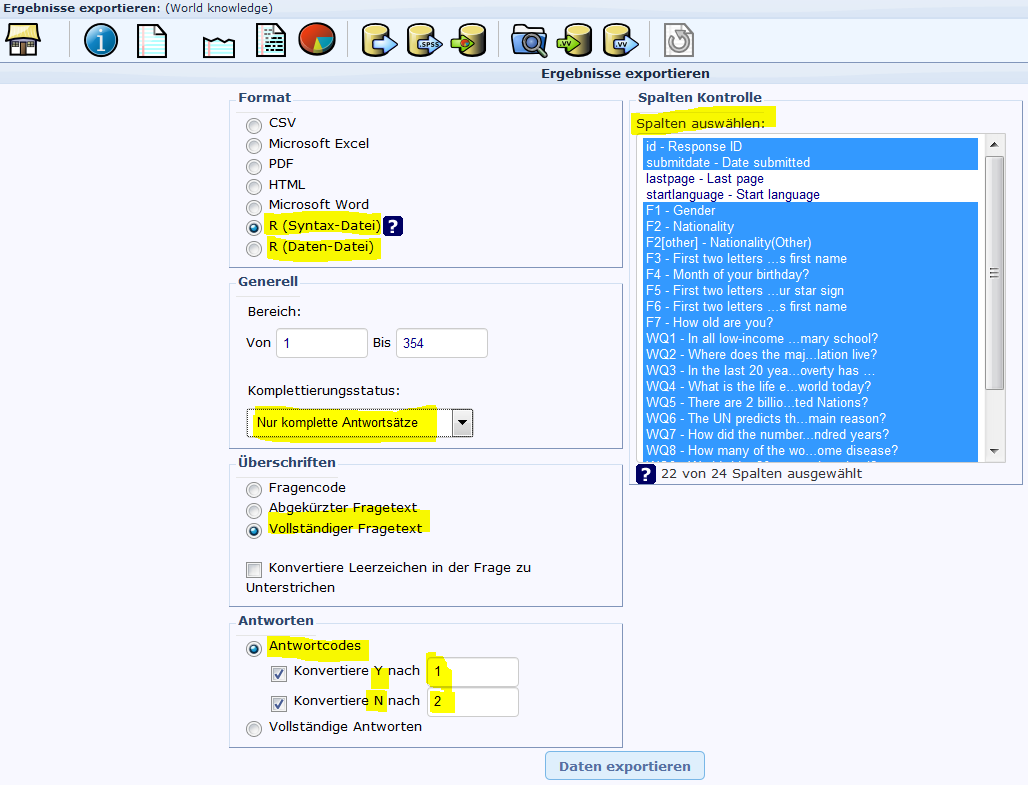 Ergebnisse exportieren: (World knowledge)
i
SPSS
.VV
.VV
Ergebnisse exportieren
Format
CSV
Microsoft Excel
PDF
HTML
Microsoft Word
R (Syntax-Datei) ?
R (Daten-Datei)
Generell
Bereich:
Von 1 Bis 354
Komplettierungsstatus:
Nur komplette Antwortsätze
Überschriften
Fragencode
Abgekürzter Fragetext
Vollständiger Fragetext
Konvertiere Leerzeichen in der Frage zu
Unterstrichen
Antworten
Antwortcodes
Konvertiere Y nach 1
Konvertiere N nach 2
Vollständige Antworten
Spalten Kontrolle
Spalten auswählen:
id - Response ID
submitdate - Date submitted
lastpage - Last page
startlanguage - Start language
F1 - Gender
F2 - Nationality
F2[other] - Nationality(Other)
F3 - First two letters ...s first name
F4 - Month of your birthday?
F5 - First two letters ...ur star sign
F6 - First two letters ...s first name
F7 - How old are you?
WQ1 - In all low-income ...mary school?
WQ2 - Where does the maj...lation live?
WQ3 - In the last 20 yea...overty has ...
WQ4 - What is the life e...world today?
WQ5 - There are 2 billio...ted Nations?
WQ6 - The UN predicts th...main reason?
WQ7 - How did the number...ndred years?
WQ8 - How many of the wo...ome disease?
? 22 von 24 Spalten ausgewählt
Daten exportieren